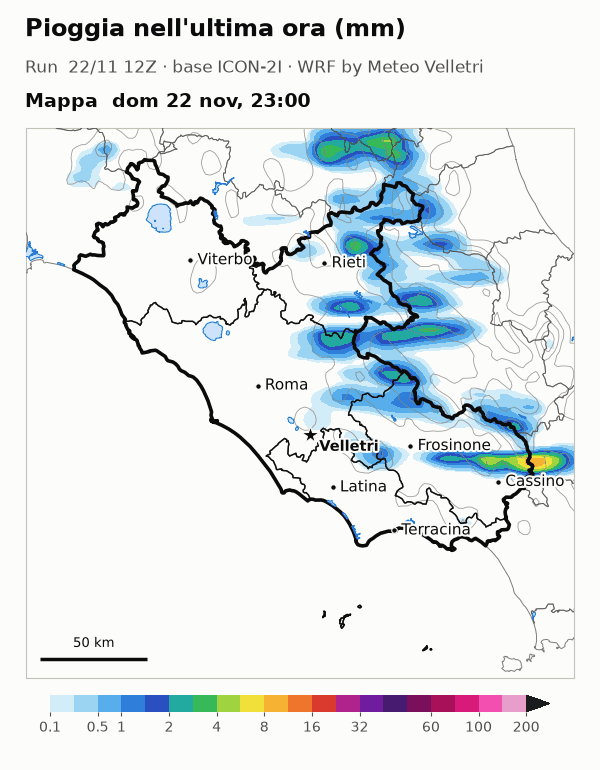 Pioggia nell'ultima ora (mm)
Run  22/11 12Z · base ICON-2I · WRF by Meteo Velletri
Mappa  dom 22 nov, 23:00
Viterbo
Rieti
Roma
Velletri
Frosinone
Cassino
Latina
Terracina
50 km
0.1 0.5 1 2 4 8 16 32 60 100 200